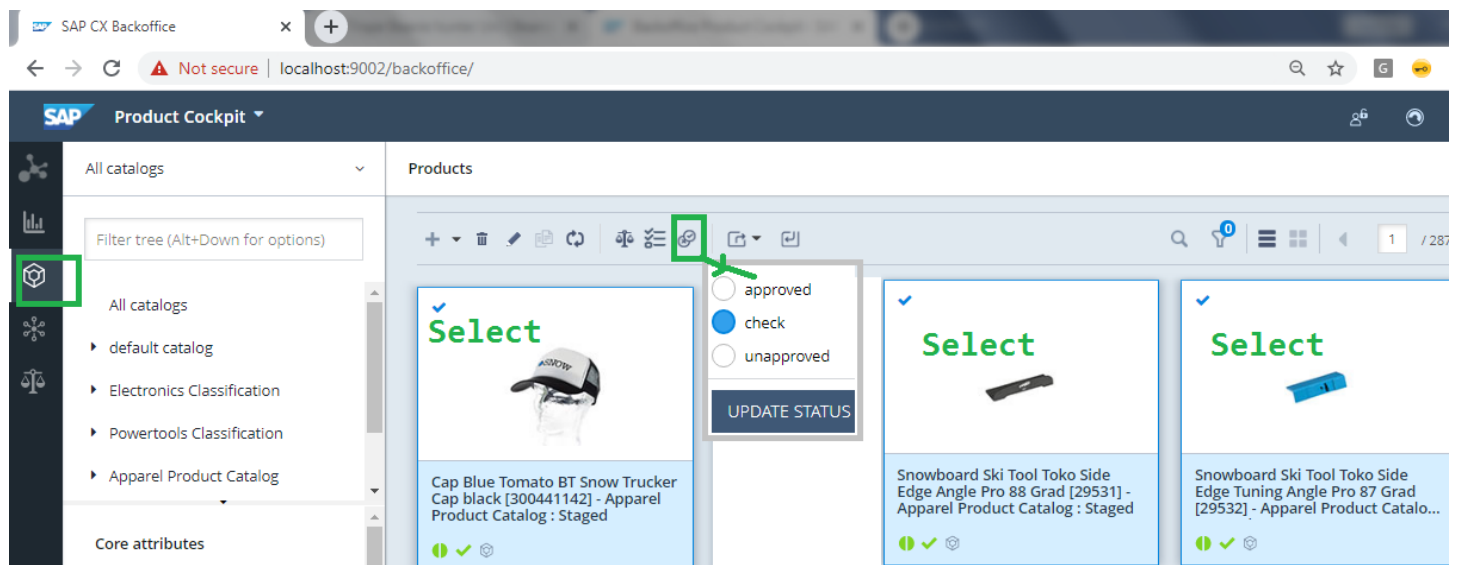 SAP CX Backoffice
Not secure | localhost:9002/backoffice/
G
SAP Product Cockpit
All catalogs
Products
Filter tree (Alt+Down for options)
0
1 / 287
All catalogs
default catalog
Electronics Classification
Powertools Classification
Apparel Product Catalog
Core attributes
approved
check
unapproved
UPDATE STATUS
Select
SNOW
Cap Blue Tomato BT Snow Trucker
Cap black [300441142] - Apparel
Product Catalog : Staged
Select
Snowboard Ski Tool Toko Side
Edge Angle Pro 88 Grad [29531] -
Apparel Product Catalog : Staged
Select
Snowboard Ski Tool Toko Side
Edge Tuning Angle Pro 87 Grad
[29532] - Apparel Product Catalo...